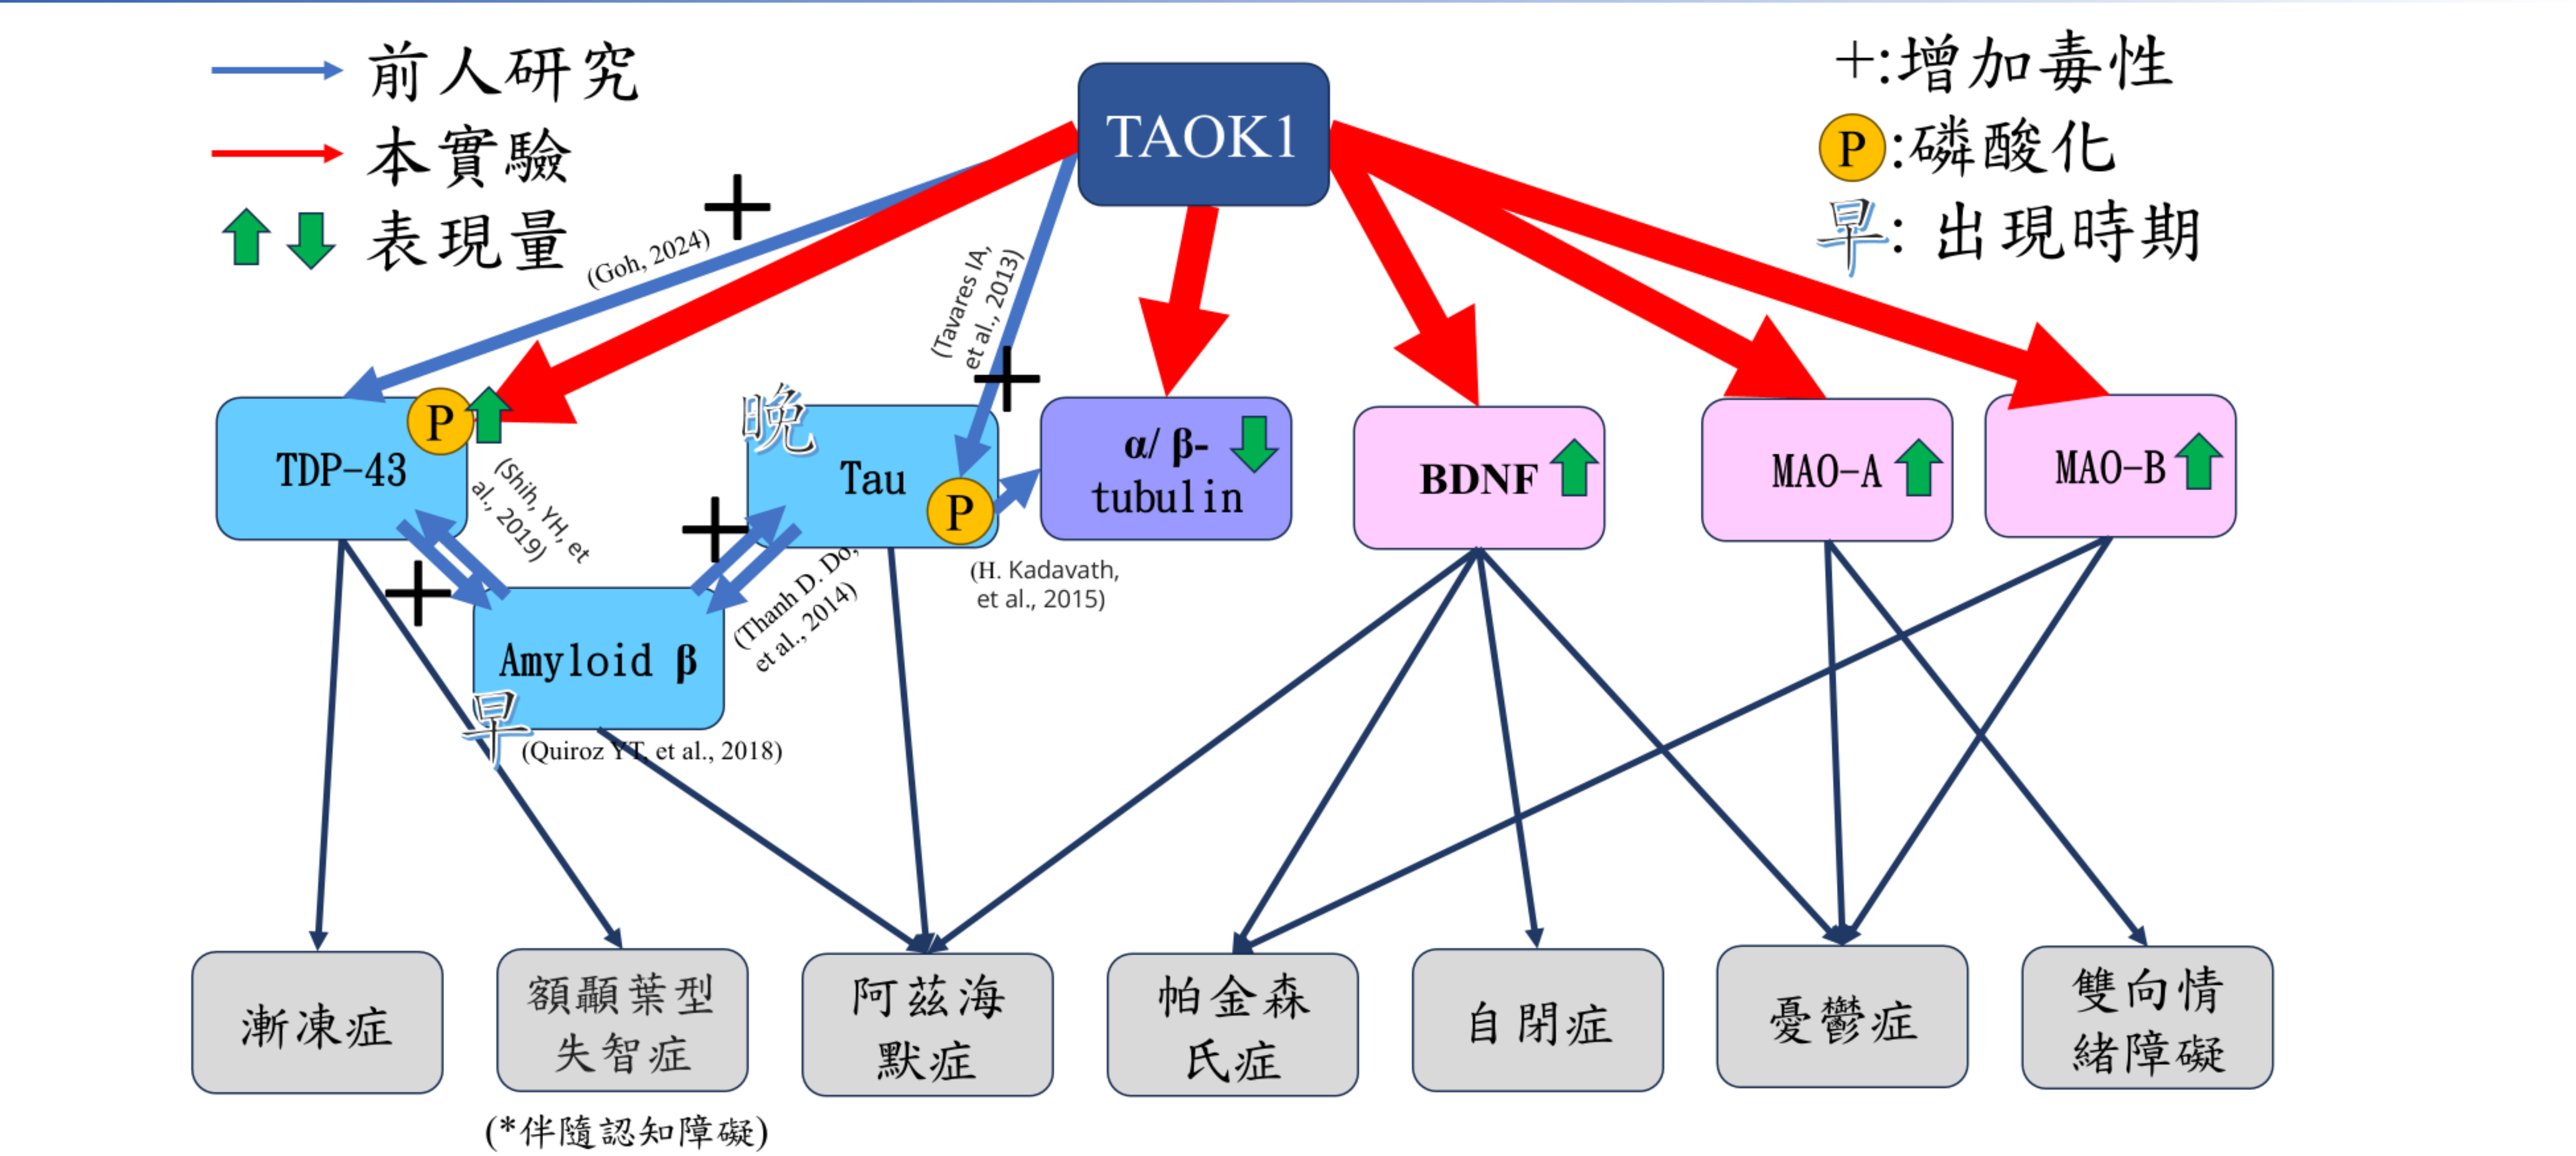 前人研究
本實驗
表現量
+:增加毒性
P:磷酸化
早: 出現時期
TAOK1
+
(Goh, 2024)
(Tavares IA,
et al., 2013)
+
TDP-43
P
(Shih, YH, et
al., 2019)
晚
Tau
P
α/ β-
tubulin
BDNF
MAO-A
MAO-B
+
+
(Thanh D. Do,
et al., 2014)
(H. Kadavath,
et al., 2015)
Amyloid β
早
(Quiroz YT, et al., 2018)
漸凍症
額顳葉型
失智症
(*伴隨認知障礙)
阿茲海
默症
帕金森
氏症
自閉症
憂鬱症
雙向情
緒障礙